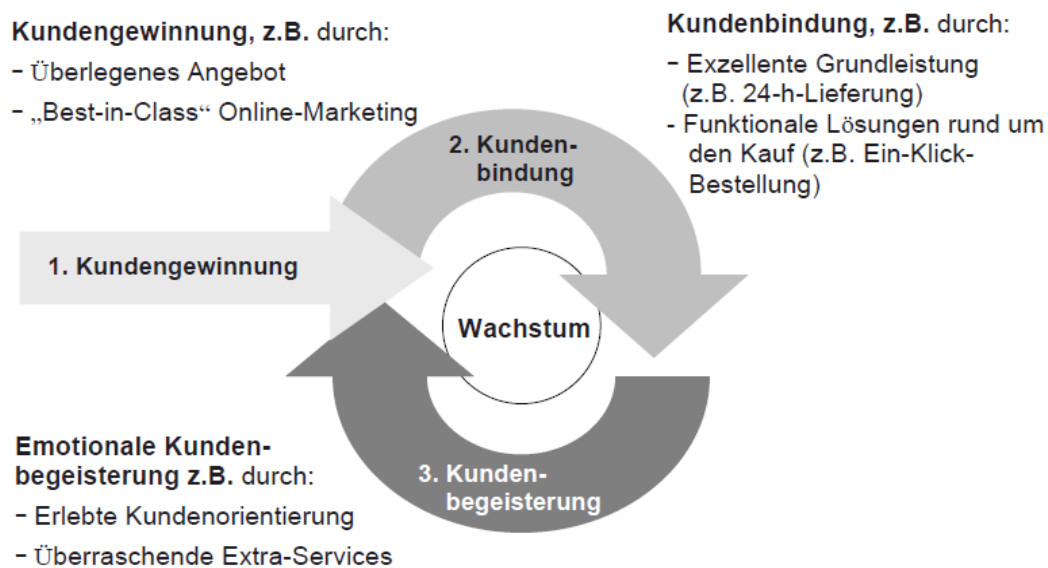 Kundengewinnung, z.B. durch:
- Überlegenes Angebot
- „Best-in-Class“ Online-Marketing
Kundenbindung, z.B. durch:
- Exzellente Grundleistung
(z.B. 24-h-Lieferung)
- Funktionale Lösungen rund um
den Kauf (z.B. Ein-Klick-
Bestellung)
2. Kunden-
bindung
1. Kundengewinnung
Wachstum
3. Kunden-
begeisterung
Emotionale Kunden-
begeisterung z.B. durch:
- Erlebte Kundenorientierung
- Überraschende Extra-Services